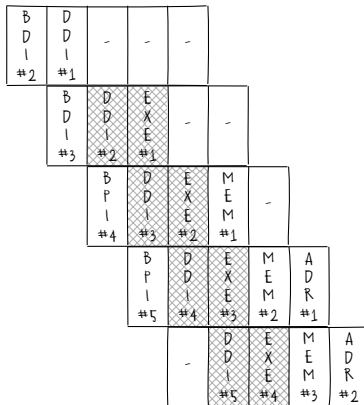 BDI #2 DDI #1 - - -
BDI #3 DDI #2 EXE #1 - -
BPI #4 DDI #3 EXE #2 MEM #1 -
BPI #5 DDI #4 EXE #3 MEM #2 ADR #1
- DDI #5 EXE #4 MEM #3 ADR #2